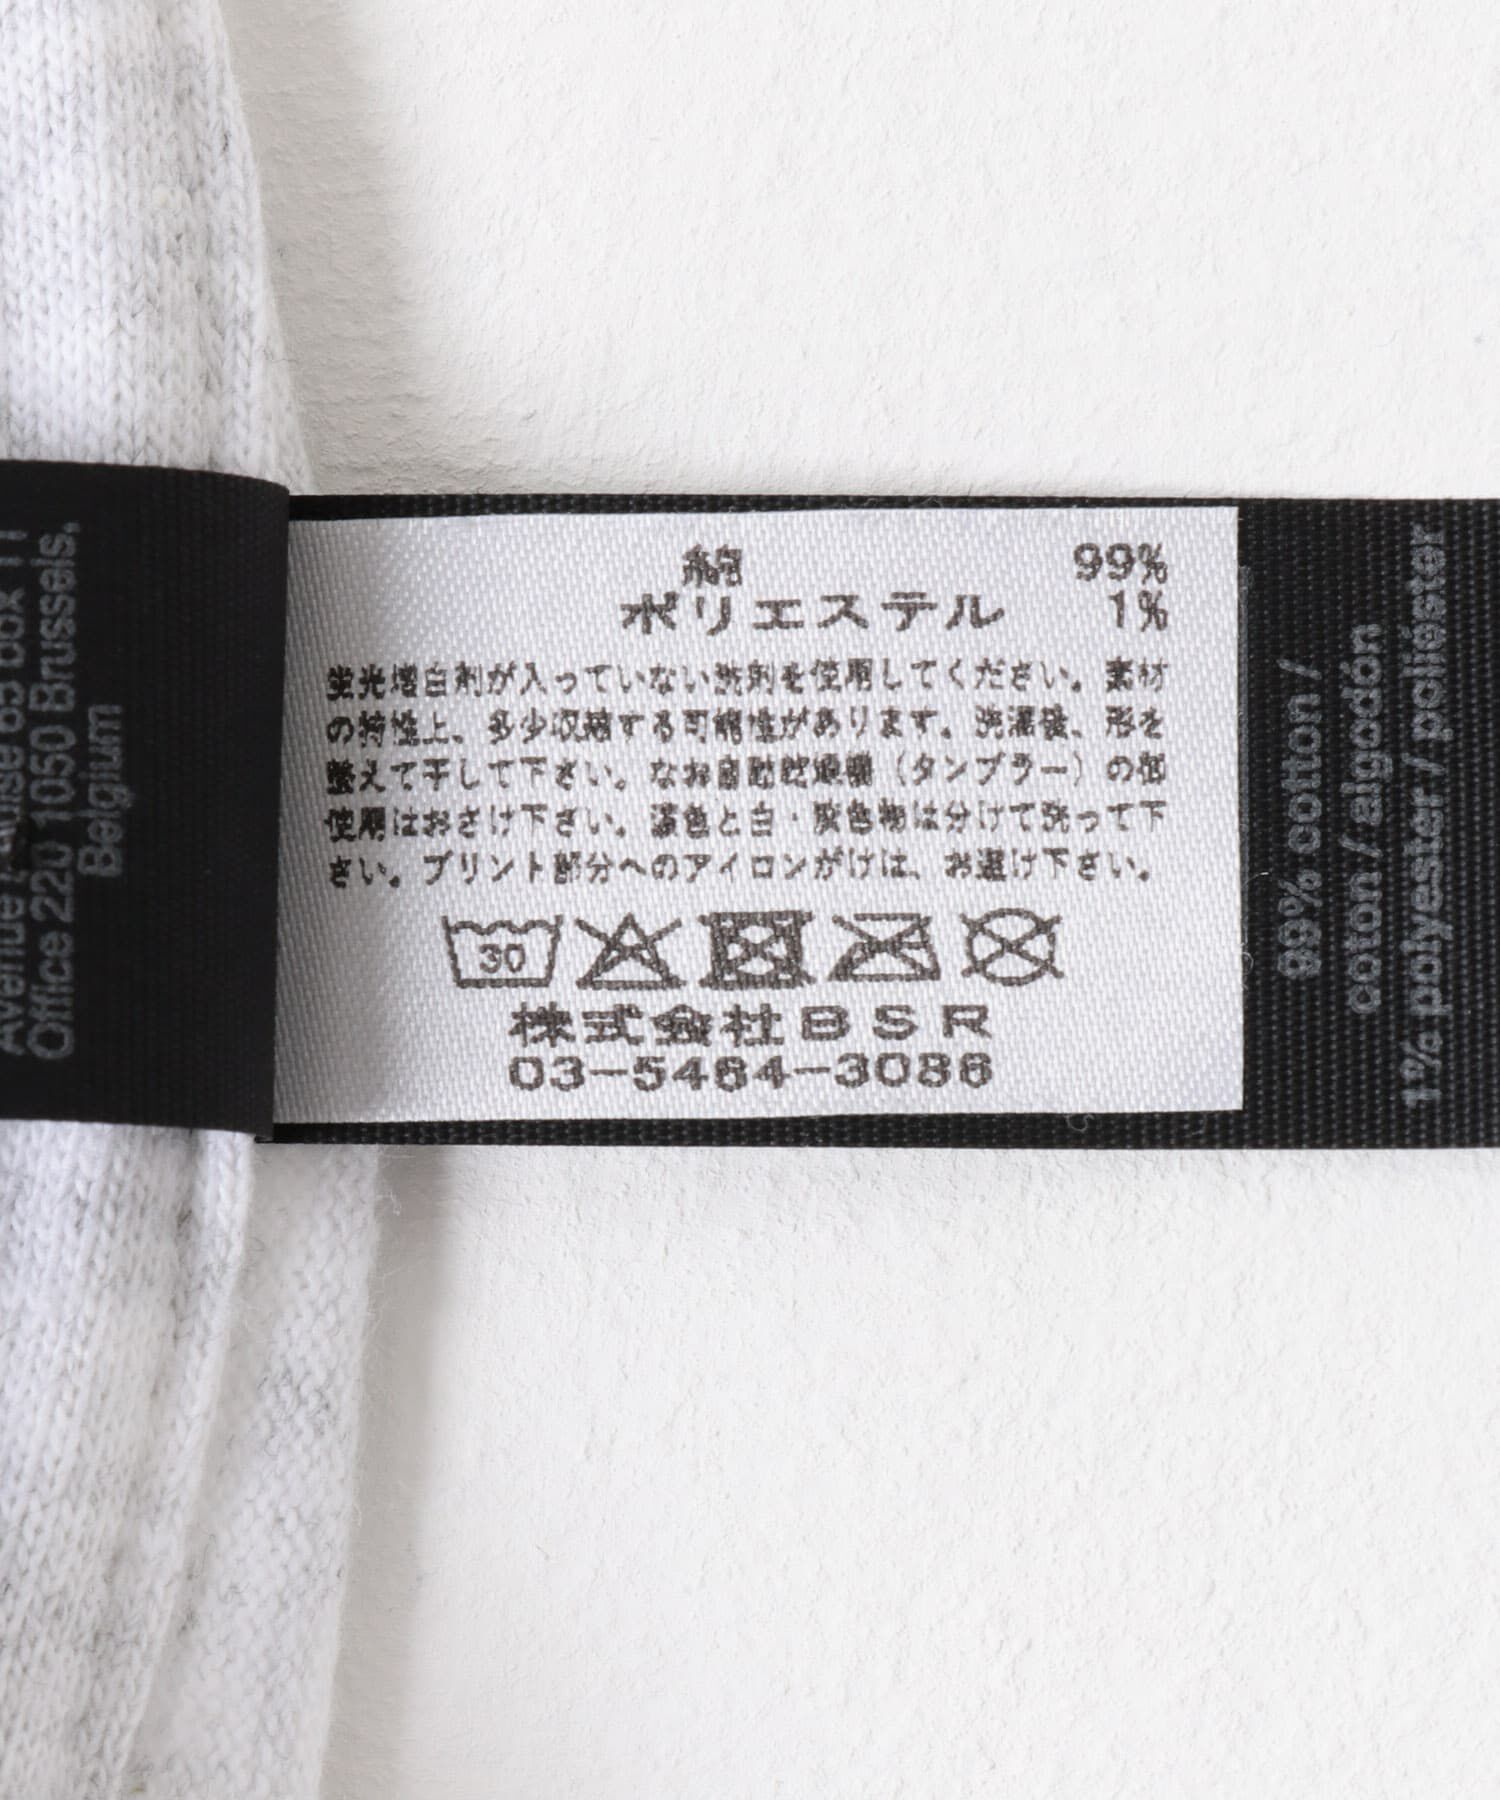 綿 99%
ポリエステル 1%
蛍光増白剤が入っていない洗剤を使用してください。素材
の特性上、多少収縮する可能性があります。洗濯後、形を
整えて干して下さい。なお自動乾燥機（タンブラー）の御
使用はおさけ下さい。濃色と白・淡色物は分けて洗って下
さい。プリント部分へのアイロンがけは、お避け下さい。
30
株式会社BSR
03-5464-3086
Office 220 1050 Brussels,
Belgium
99% cotton /
coton / algodón
1% polyester / poliéster